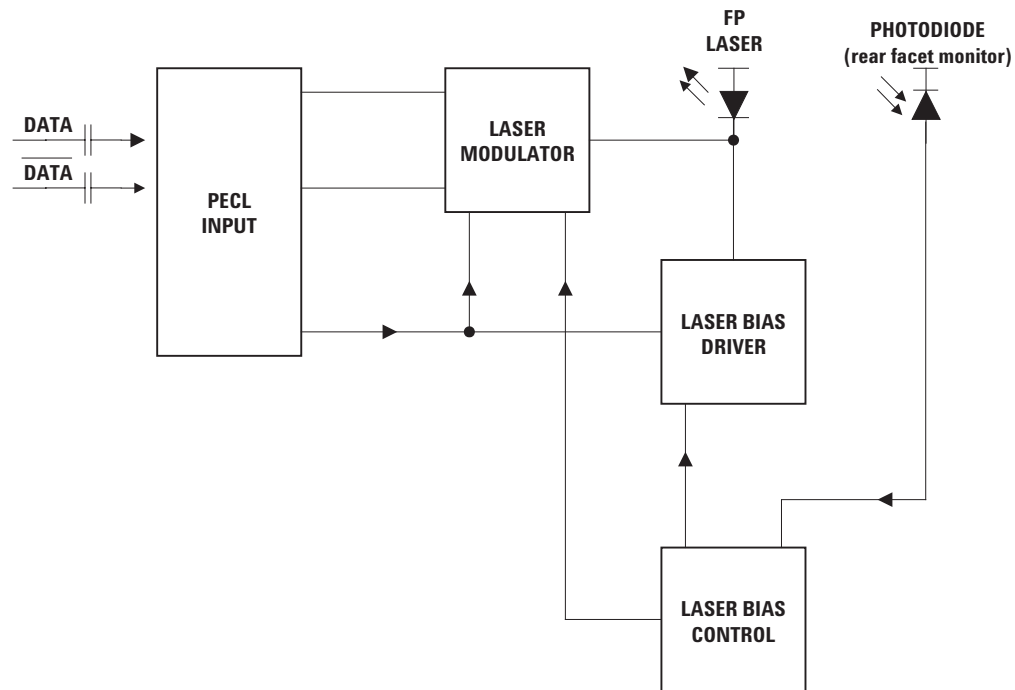 FP
LASER
PHOTODIODE
(rear facet monitor)
DATA
DATA
PECL
INPUT
LASER
MODULATOR
LASER BIAS
DRIVER
LASER BIAS
CONTROL